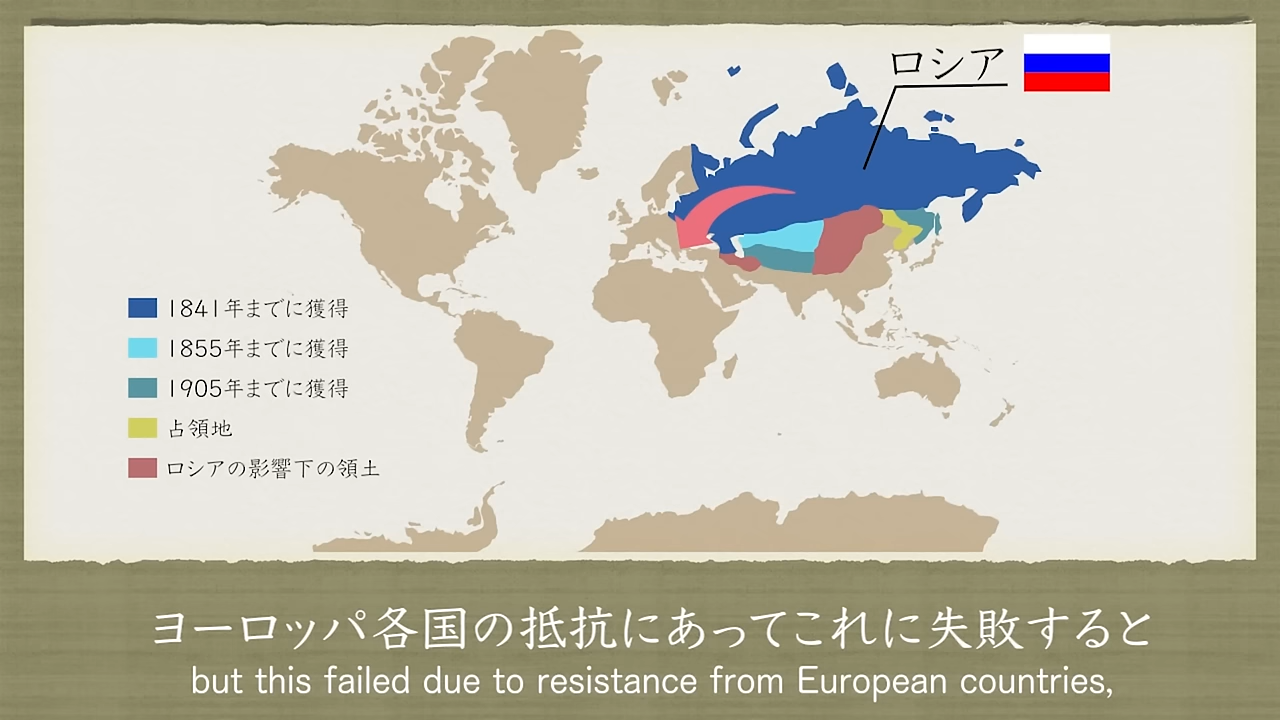 ロシア
1841年までに獲得
1855年までに獲得
1905年までに獲得
占領地
ロシアの影響下の領土
ヨーロッパ各国の抵抗にあってこれに失敗すると
but this failed due to resistance from European countries,